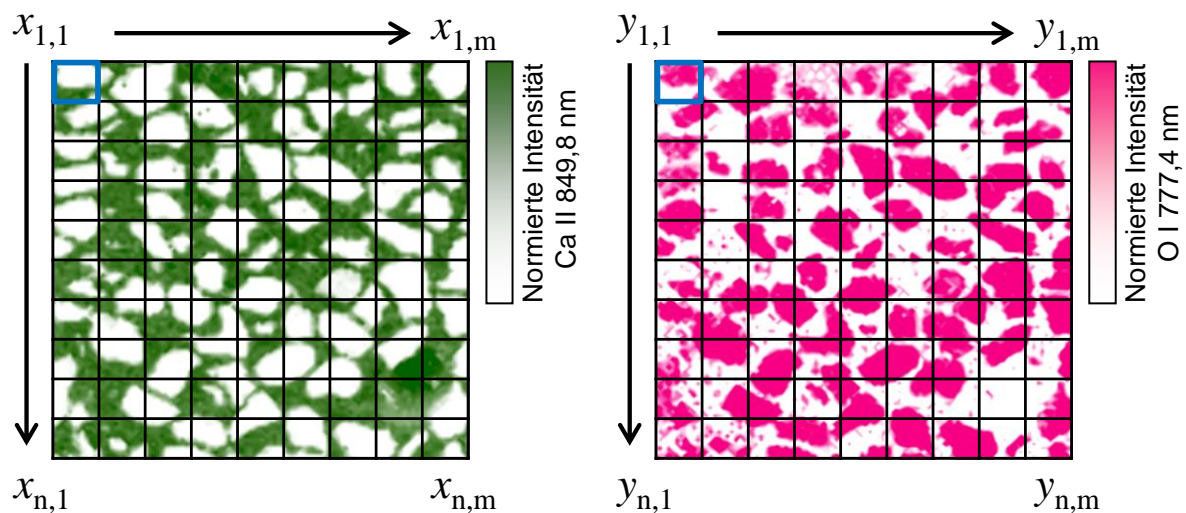 x1,1
x1,m
Normierte Intensität
Ca II 849,8 nm
xn,1
xn,m
y1,1
y1,m
Normierte Intensität
O I 777,4 nm
yn,1
yn,m